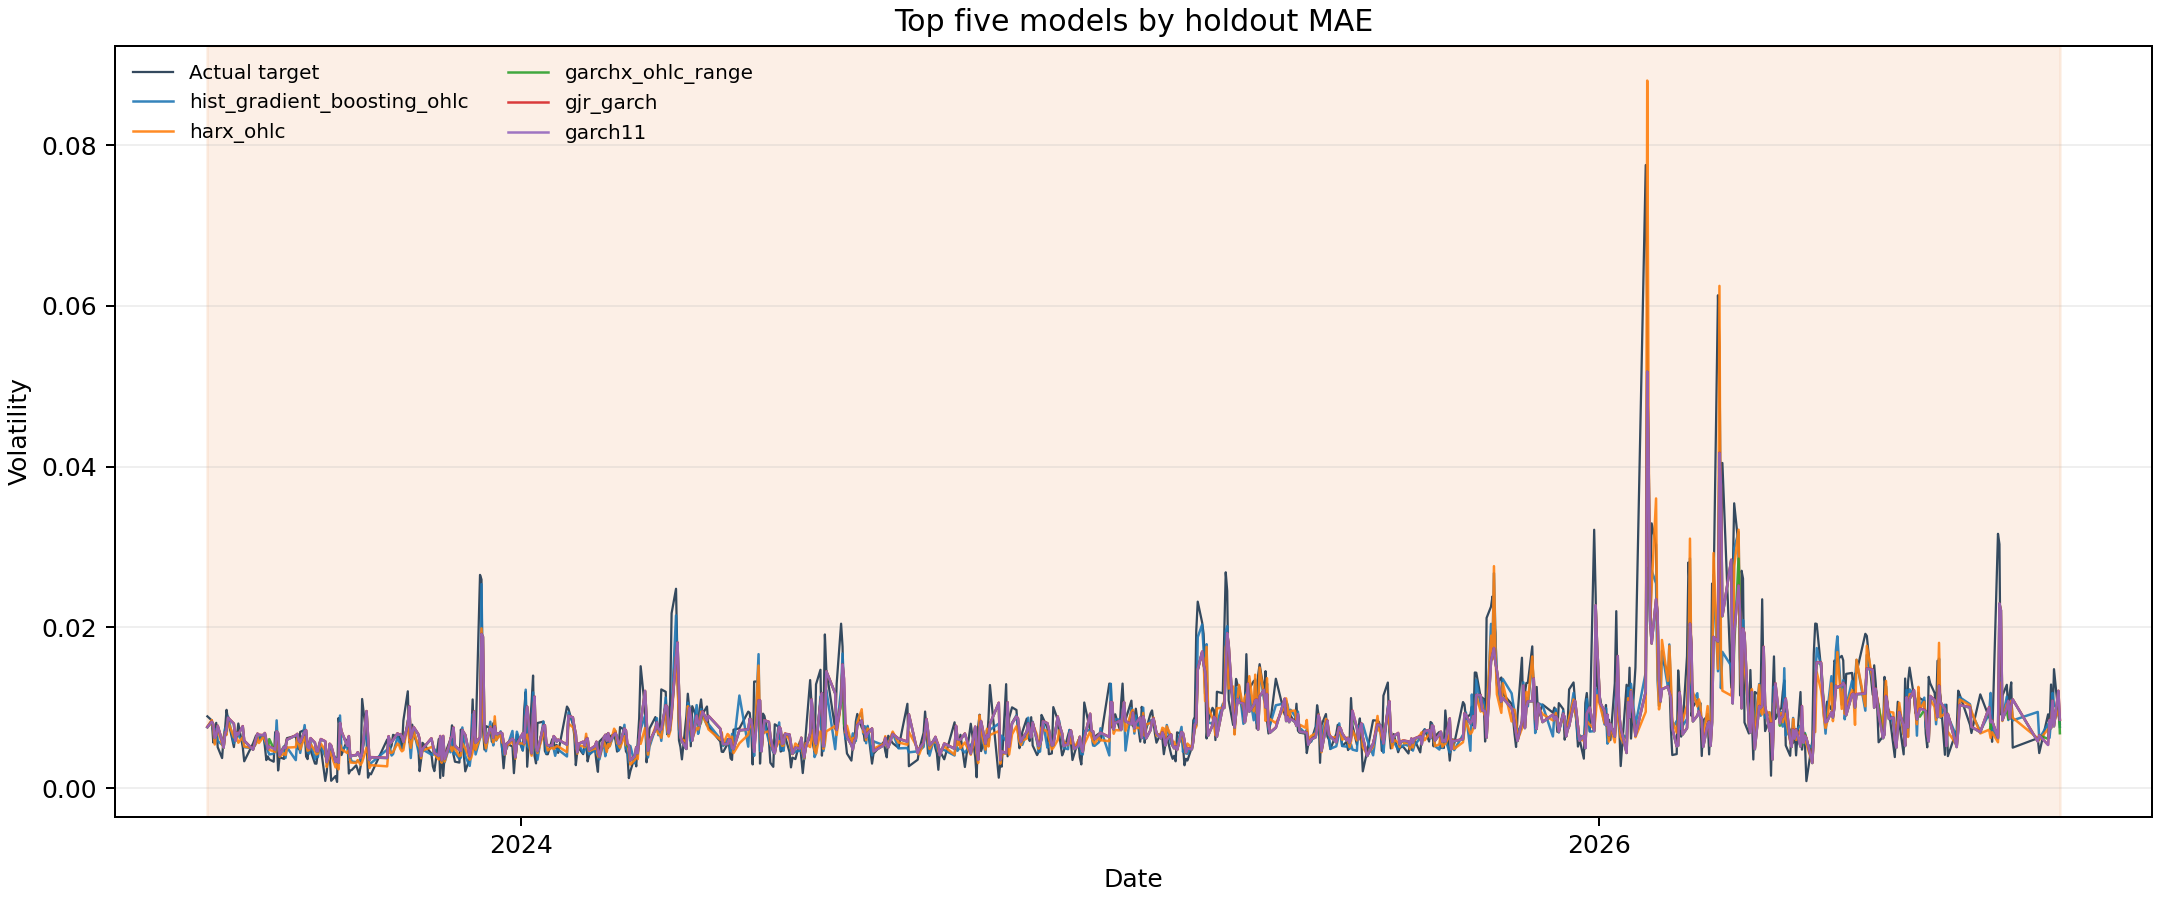 Top five models by holdout MAE
Actual target
hist_gradient_boosting_ohlc
harx_ohlc
garchx_ohlc_range
gjr_garch
garch11
0.08
0.06
0.04
0.02
0.00
Volatility
2024
2026
Date